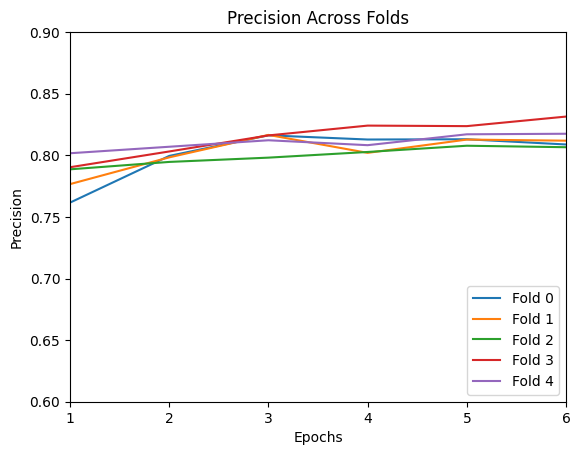 Precision Across Folds
0.90
0.85
0.80
0.75
0.70
0.65
0.60
Precision
1 2 3 4 5 6
Epochs
Fold 0
Fold 1
Fold 2
Fold 3
Fold 4